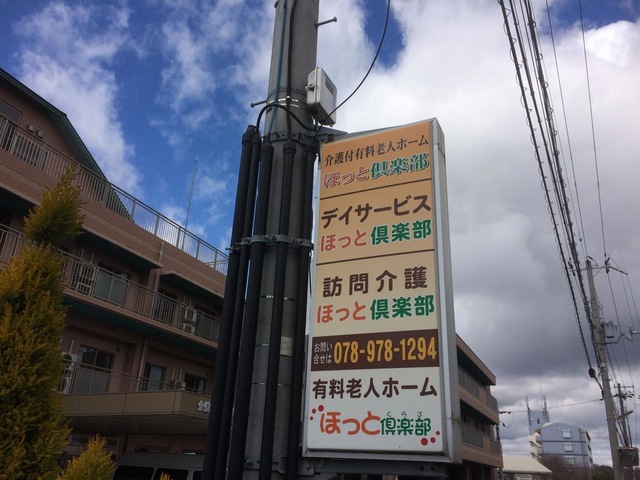 介護付有料老人ホーム
ほっと倶楽部
デイサービス
ほっと倶楽部
訪問介護
ほっと倶楽部
お問い
合せは 078-978-1294
有料老人ホーム
くらぶ
ほっと倶楽部